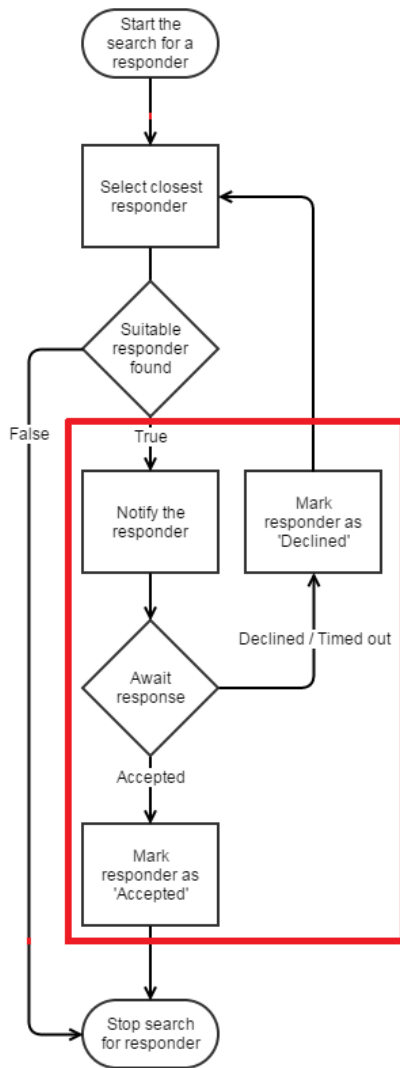 Start the
search for a
responder
Select closest
responder
Suitable
responder
found
False
True
Notify the
responder
Mark
responder as
'Declined'
Declined / Timed out
Await
response
Accepted
Mark
responder as
'Accepted'
Stop search
for responder